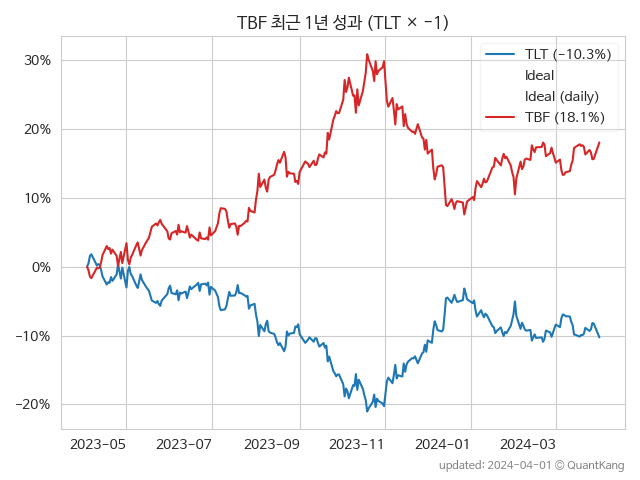 TBF 최근 1년 성과 (TLT × -1)
TLT (-10.3%)
Ideal
Ideal (daily)
TBF (18.1%)
30%
20%
10%
0%
-10%
-20%
2023-05 2023-07 2023-09 2023-11 2024-01 2024-03
updated: 2024-04-01 © QuantKang